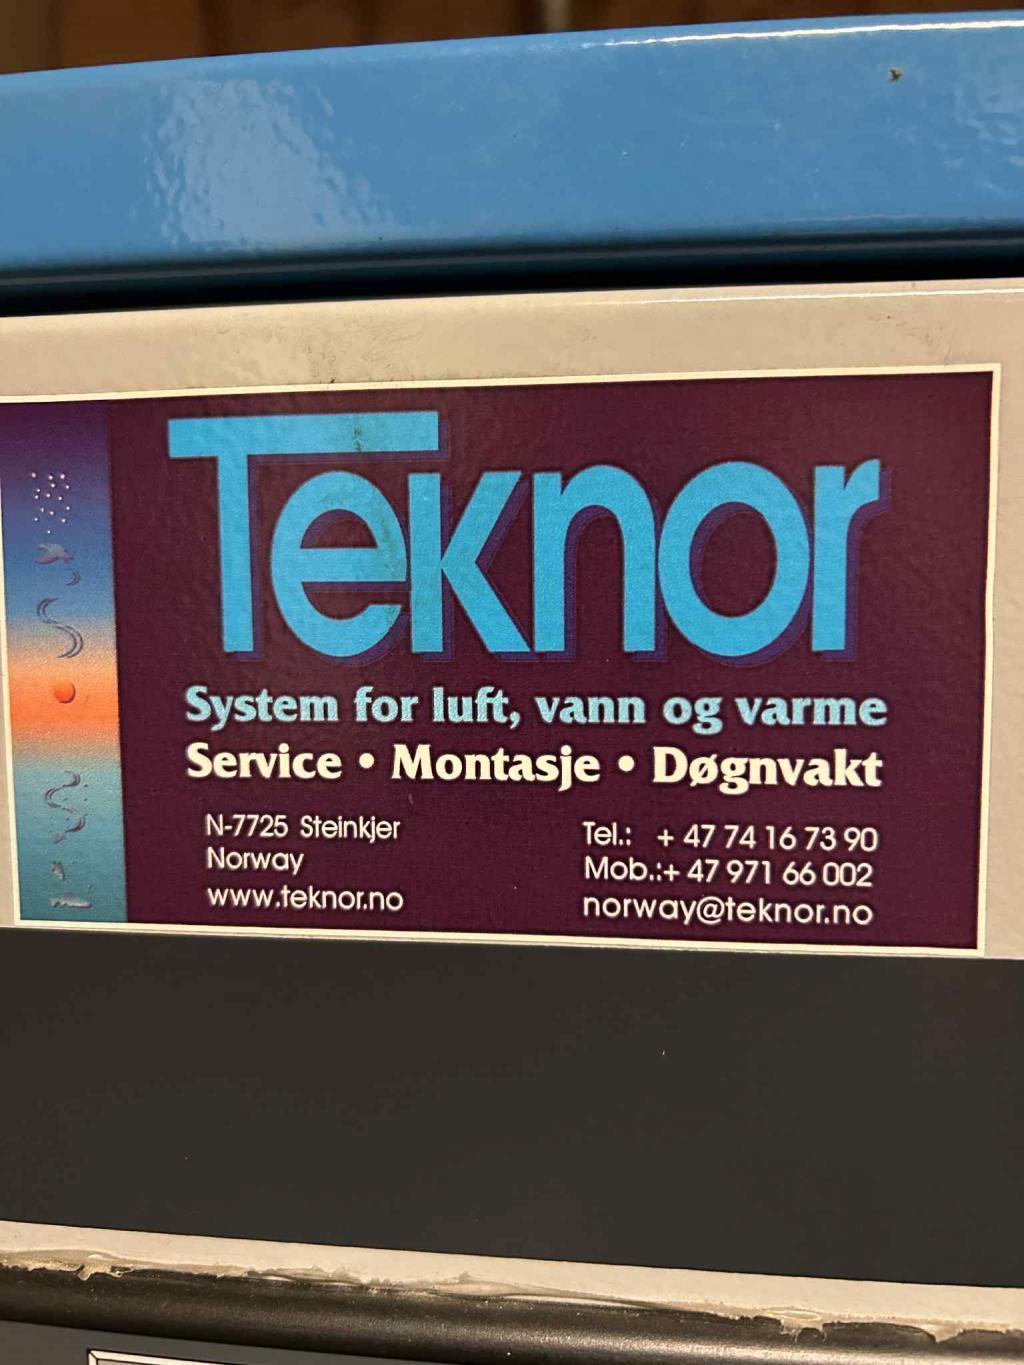 Teknor
System for luft, vann og varme
Service • Montasje • Døgnvakt
N-7725 Steinkjer
Norway
www.teknor.no
Tel.: + 47 74 16 73 90
Mob.:+ 47 971 66 002
norway@teknor.no